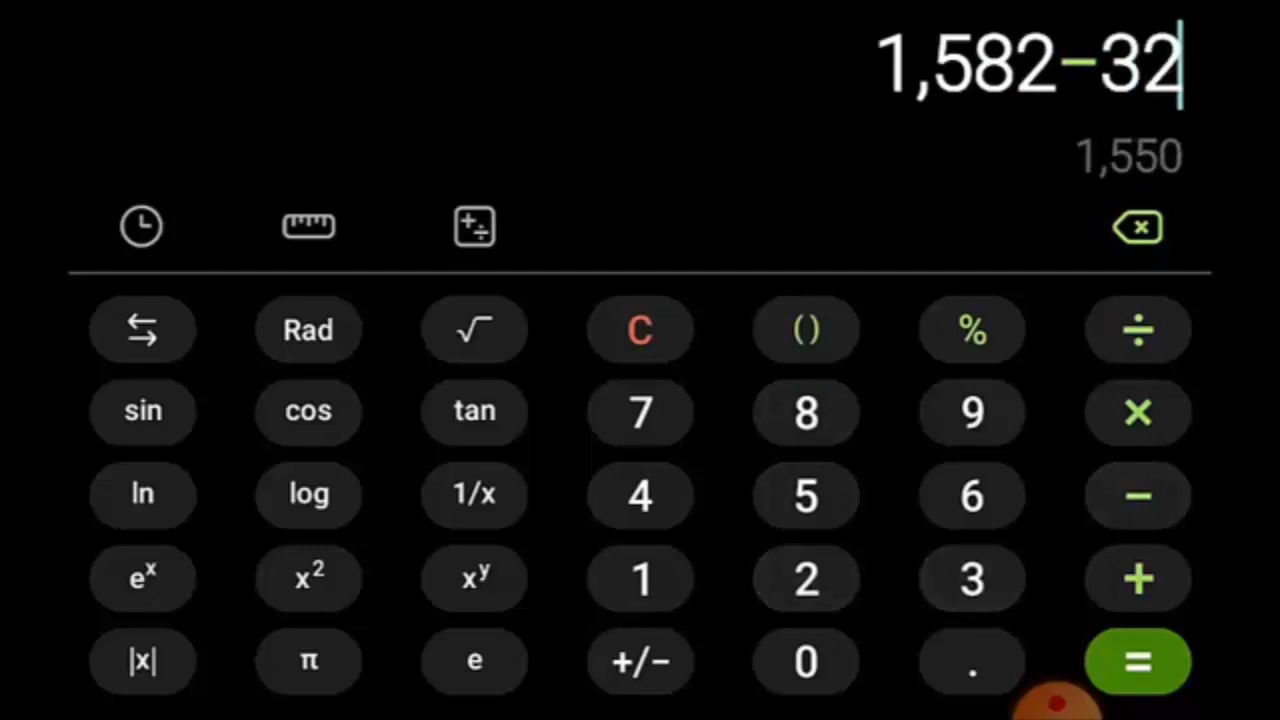 1,582−32
1,550
⇆ Rad √ C () % ÷
sin cos tan 7 8 9 ×
ln log 1/x 4 5 6 −
eˣ x² xʸ 1 2 3 +
|x| π e +/− 0 . =